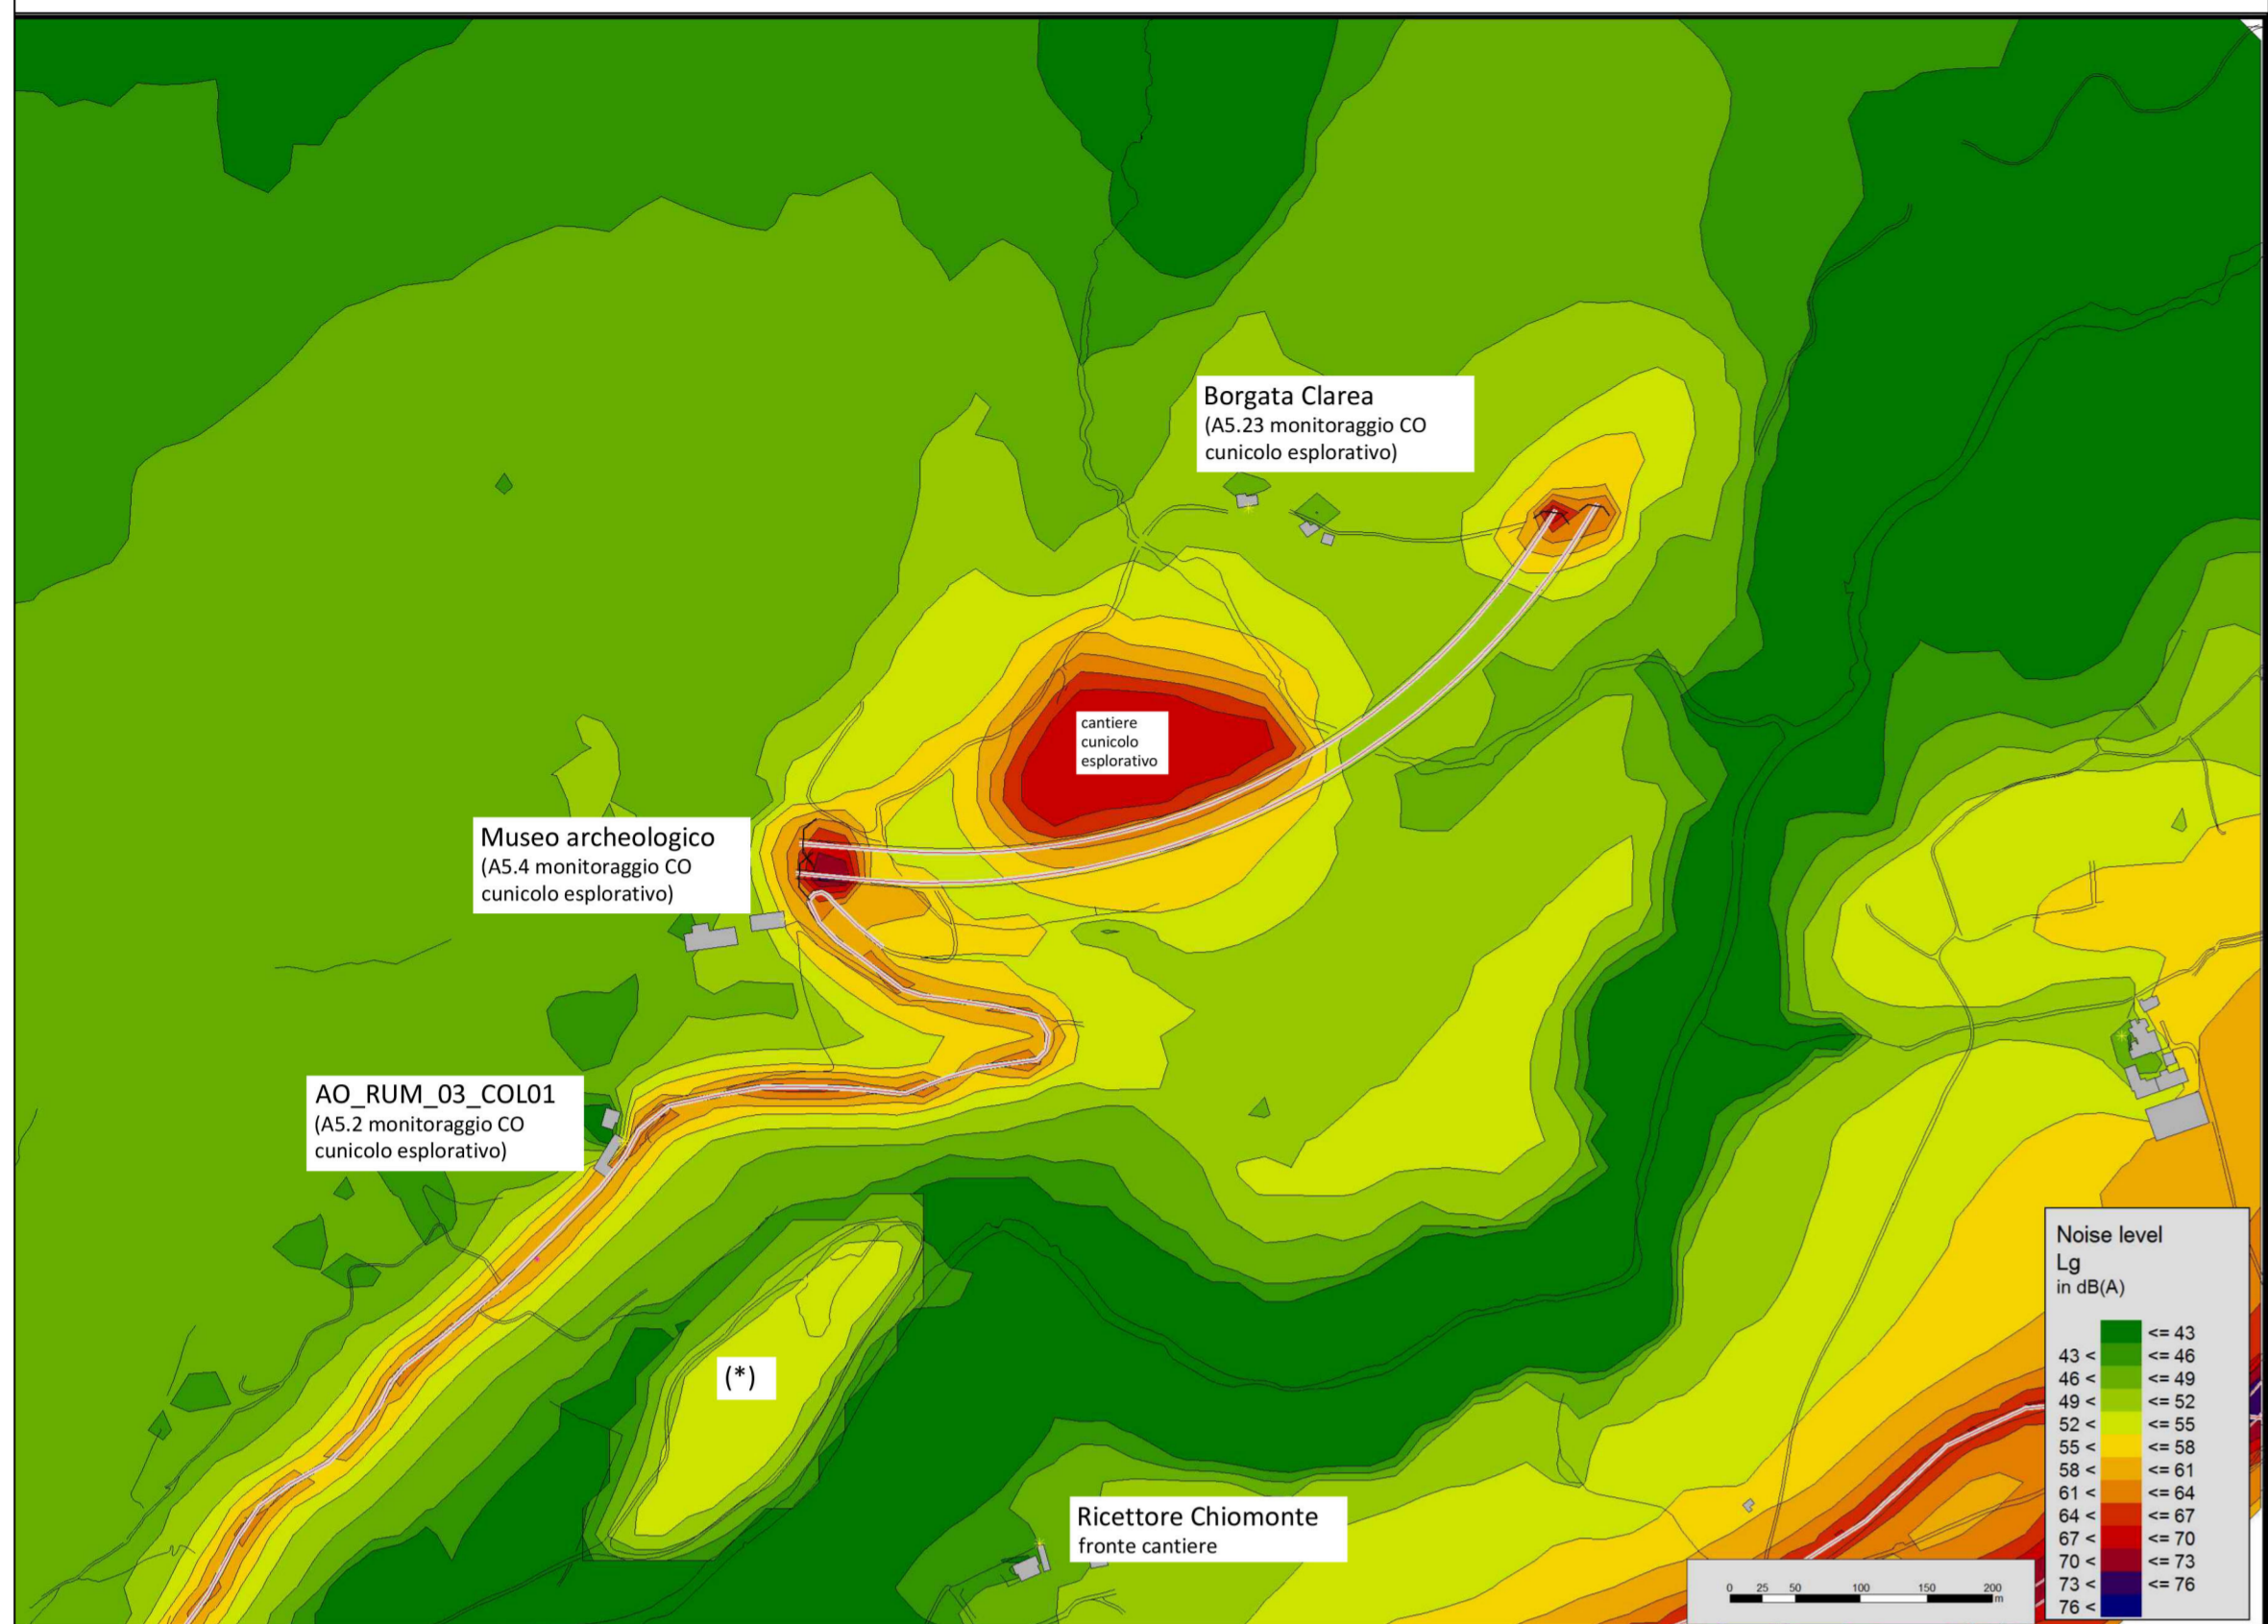 Borgata Clarea
(A5.23 monitoraggio CO
cunicolo esplorativo)
cantiere
cunicolo
esplorativo
Museo archeologico
(A5.4 monitoraggio CO
cunicolo esplorativo)
AO_RUM_03_COL01
(A5.2 monitoraggio CO
cunicolo esplorativo)
(*)
Ricettore Chiomonte
fronte cantiere
Noise level
Lg
in dB(A)
<= 43
43 < <= 46
46 < <= 49
49 < <= 52
52 < <= 55
55 < <= 58
58 < <= 61
61 < <= 64
64 < <= 67
67 < <= 70
70 < <= 73
73 < <= 76
76 <
0 25 50 100 150 200
m